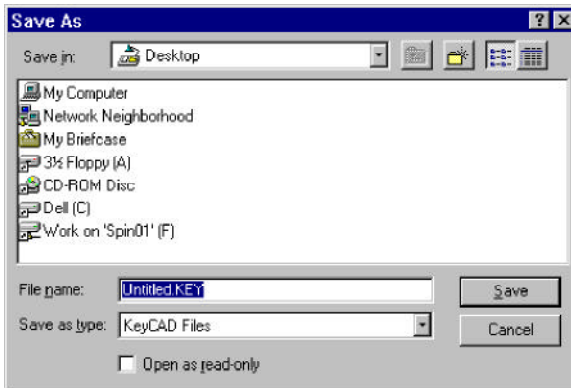 Save As
Save in: Desktop
My Computer
Network Neighborhood
My Briefcase
3½ Floppy (A)
CD-ROM Disc
Dell (C)
Work on 'Spin01' (F)
File name: Untitled.KEY Save
Save as type: KeyCAD Files Cancel
Open as read-only